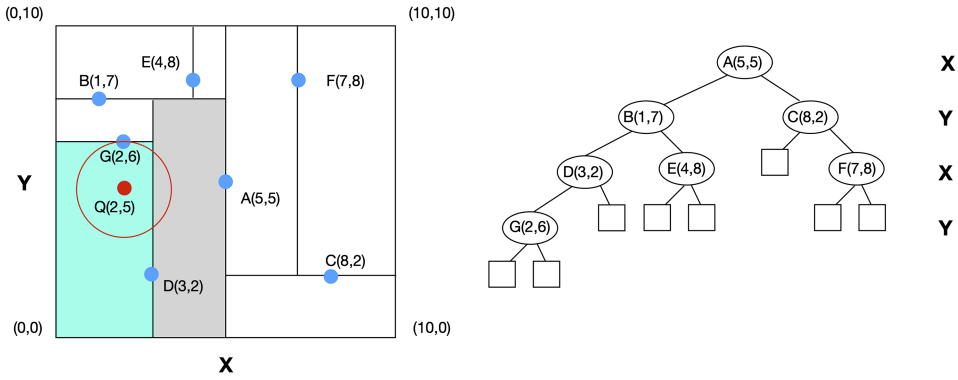 (0,10)
(10,10)
E(4,8)
B(1,7)
F(7,8)
G(2,6)
Y
Q(2,5)
A(5,5)
C(8,2)
D(3,2)
(0,0)
(10,0)
X
A(5,5)
X
B(1,7)
C(8,2)
Y
D(3,2)
E(4,8)
F(7,8)
X
G(2,6)
Y